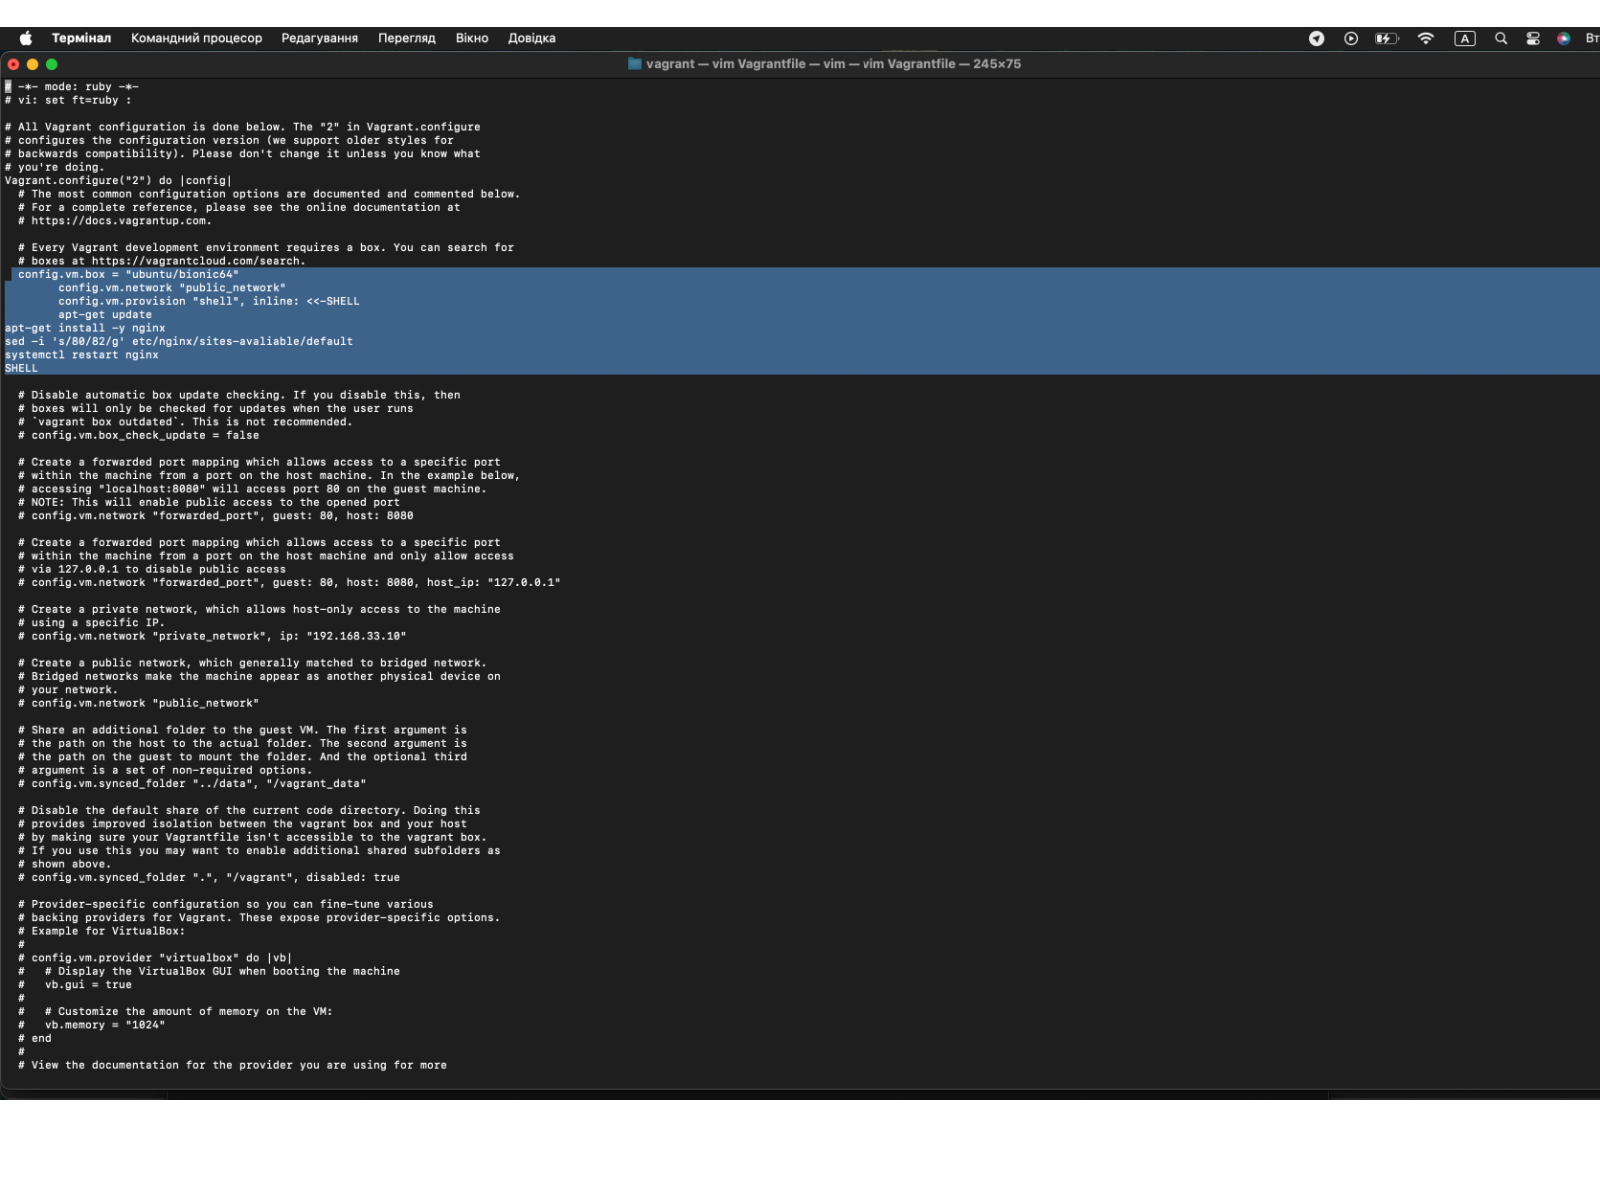 Термінал Командний процесор Редагування Перегляд Вікно Довідка A Вт
vagrant — vim Vagrantfile — vim — vim Vagrantfile — 245×75
# -*- mode: ruby -*-
# vi: set ft=ruby :
# All Vagrant configuration is done below. The "2" in Vagrant.configure
# configures the configuration version (we support older styles for
# backwards compatibility). Please don't change it unless you know what
# you're doing.
Vagrant.configure("2") do |config|
# The most common configuration options are documented and commented below.
# For a complete reference, please see the online documentation at
# https://docs.vagrantup.com.
# Every Vagrant development environment requires a box. You can search for
# boxes at https://vagrantcloud.com/search.
config.vm.box = "ubuntu/bionic64"
config.vm.network "public_network"
config.vm.provision "shell", inline: <<-SHELL
apt-get update
apt-get install -y nginx
sed -i 's/80/82/g' etc/nginx/sites-avaliable/default
systemctl restart nginx
SHELL
# Disable automatic box update checking. If you disable this, then
# boxes will only be checked for updates when the user runs
# `vagrant box outdated`. This is not recommended.
# config.vm.box_check_update = false
# Create a forwarded port mapping which allows access to a specific port
# within the machine from a port on the host machine. In the example below,
# accessing "localhost:8080" will access port 80 on the guest machine.
# NOTE: This will enable public access to the opened port
# config.vm.network "forwarded_port", guest: 80, host: 8080
# Create a forwarded port mapping which allows access to a specific port
# within the machine from a port on the host machine and only allow access
# via 127.0.0.1 to disable public access
# config.vm.network "forwarded_port", guest: 80, host: 8080, host_ip: "127.0.0.1"
# Create a private network, which allows host-only access to the machine
# using a specific IP.
# config.vm.network "private_network", ip: "192.168.33.10"
# Create a public network, which generally matched to bridged network.
# Bridged networks make the machine appear as another physical device on
# your network.
# config.vm.network "public_network"
# Share an additional folder to the guest VM. The first argument is
# the path on the host to the actual folder. The second argument is
# the path on the guest to mount the folder. And the optional third
# argument is a set of non-required options.
# config.vm.synced_folder "../data", "/vagrant_data"
# Disable the default share of the current code directory. Doing this
# provides improved isolation between the vagrant box and your host
# by making sure your Vagrantfile isn't accessible to the vagrant box.
# If you use this you may want to enable additional shared subfolders as
# shown above.
# config.vm.synced_folder ".", "/vagrant", disabled: true
# Provider-specific configuration so you can fine-tune various
# backing providers for Vagrant. These expose provider-specific options.
# Example for VirtualBox:
#
# config.vm.provider "virtualbox" do |vb|
#   # Display the VirtualBox GUI when booting the machine
#   vb.gui = true
#
#   # Customize the amount of memory on the VM:
#   vb.memory = "1024"
# end
#
# View the documentation for the provider you are using for more